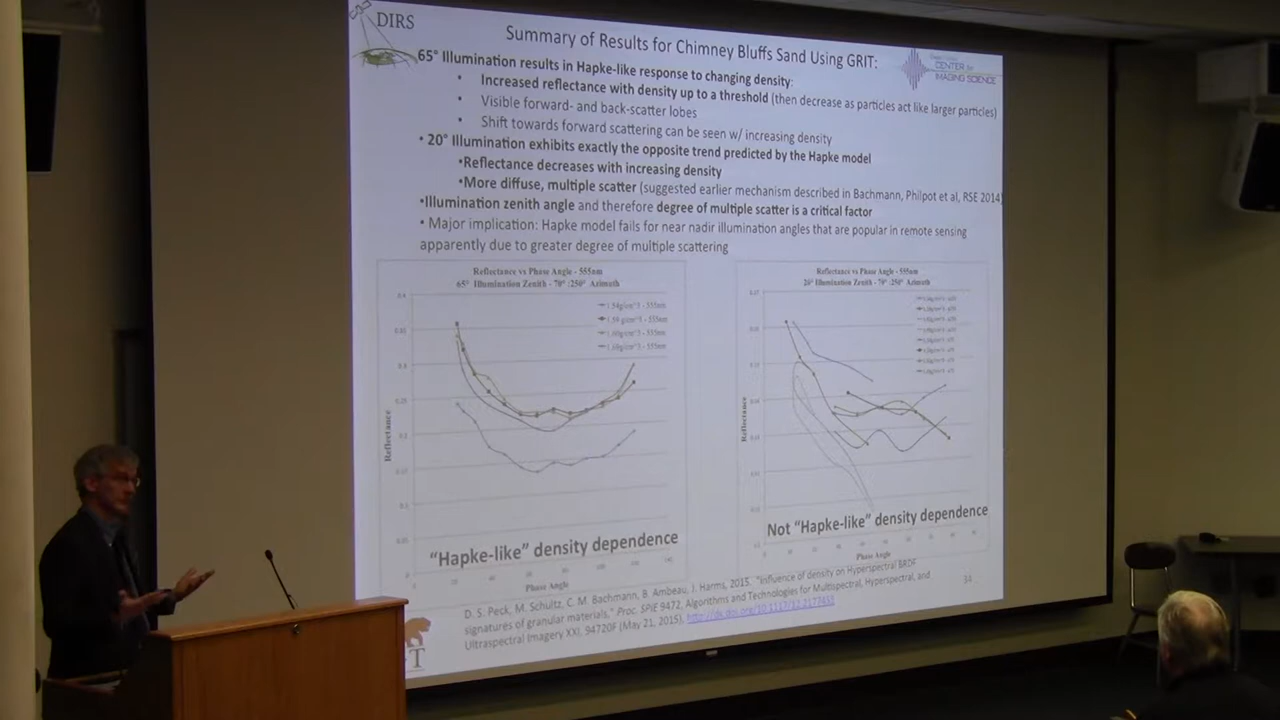 DIRS
Summary of Results for Chimney Bluffs Sand Using GRIT:
CENTER for
IMAGING SCIENCE
65° Illumination results in Hapke-like response to changing density:
• Increased reflectance with density up to a threshold (then decrease as particles act like larger particles)
• Visible forward- and back-scatter lobes
• Shift towards forward scattering can be seen w/ increasing density
• 20° Illumination exhibits exactly the opposite trend predicted by the Hapke model
•Reflectance decreases with increasing density
•More diffuse, multiple scatter (suggested earlier mechanism described in Bachmann, Philpot et al, RSE 2014)
•Illumination zenith angle and therefore degree of multiple scatter is a critical factor
• Major implication: Hapke model fails for near nadir illumination angles that are popular in remote sensing
apparently due to greater degree of multiple scattering
Reflectance vs Phase Angle - 555nm
65° Illumination Zenith - 70° /250° Azimuth
Reflectance
"Hapke-like" density dependence
Phase Angle
Reflectance vs Phase Angle - 555nm
20° Illumination Zenith - 70° /250° Azimuth
Reflectance
Not "Hapke-like" density dependence
Phase Angle
D. S. Peck, M. Schultz, C. M. Bachmann, B. Ambeau, J. Harms, 2015. "Influence of density on Hyperspectral BRDF
signatures of granular materials," Proc. SPIE 9472, Algorithms and Technologies for Multispectral, Hyperspectral, and
Ultraspectral Imagery XXI, 94720F (May 21, 2015);
34